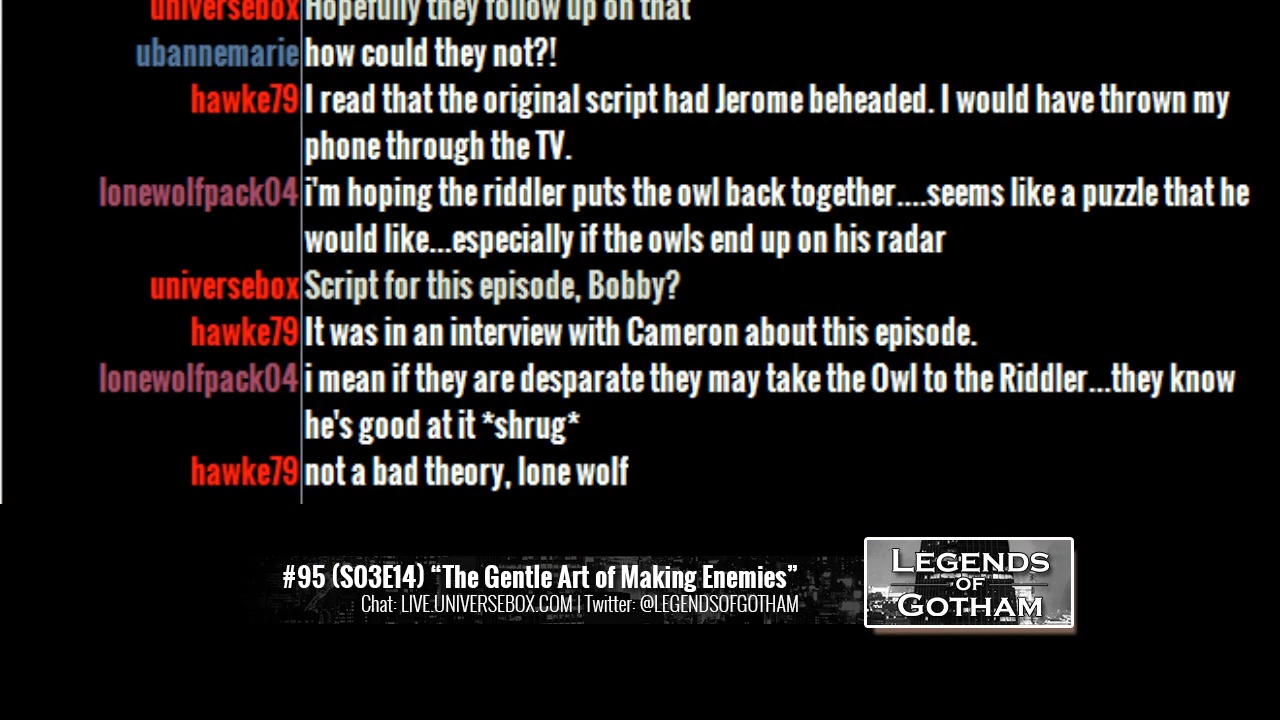 universebox Hopefully they follow up on that
ubannemarie how could they not?!
hawke79 I read that the original script had Jerome beheaded. I would have thrown my
phone through the TV.
lonewolfpack04 i'm hoping the riddler puts the owl back together....seems like a puzzle that he
would like...especially if the owls end up on his radar
universebox Script for this episode, Bobby?
hawke79 It was in an interview with Cameron about this episode.
lonewolfpack04 i mean if they are desparate they may take the Owl to the Riddler...they know
he's good at it *shrug*
hawke79 not a bad theory, lone wolf
#95 (S03E14) “The Gentle Art of Making Enemies”
Chat: LIVE.UNIVERSEBOX.COM | Twitter: @LEGENDSOFGOTHAM
LEGENDS
OF
GOTHAM